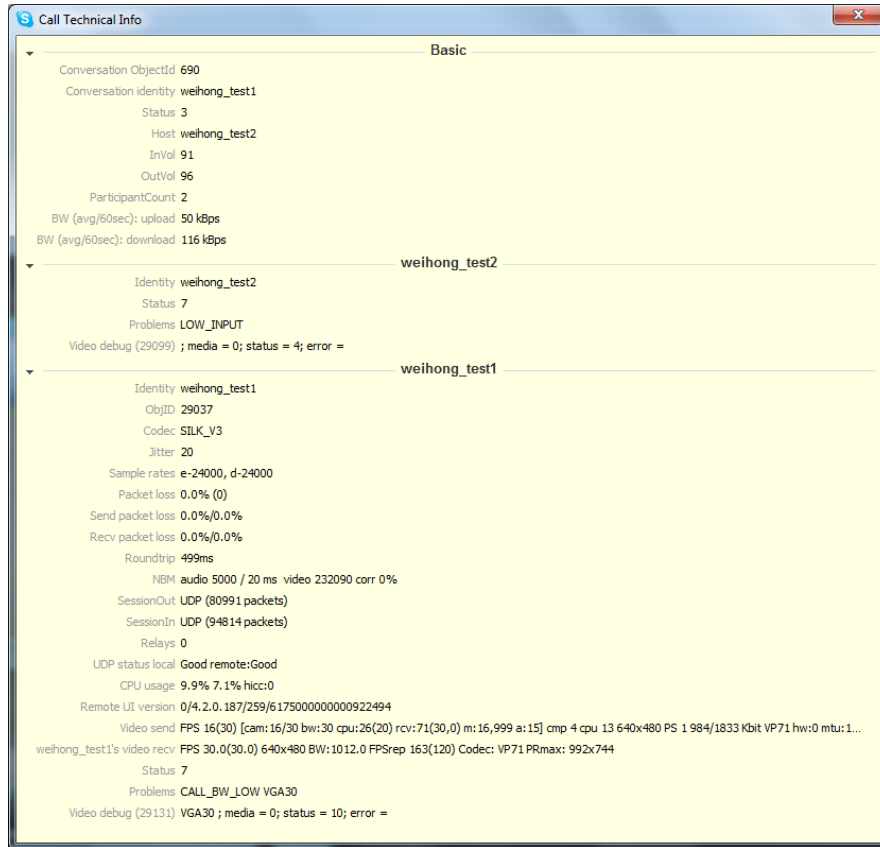 Call Technical Info
Basic
Conversation ObjectId 690
Conversation identity weihong_test1
Status 3
Host weihong_test2
InVol 91
OutVol 96
ParticipantCount 2
BW (avg/60sec): upload 50 kBps
BW (avg/60sec): download 116 kBps
weihong_test2
Identity weihong_test2
Status 7
Problems LOW_INPUT
Video debug (29099) ; media = 0; status = 4; error =
weihong_test1
Identity weihong_test1
ObjID 29037
Codec SILK_V3
Jitter 20
Sample rates e-24000, d-24000
Packet loss 0.0% (0)
Send packet loss 0.0%/0.0%
Recv packet loss 0.0%/0.0%
Roundtrip 499ms
NBM audio 5000 / 20 ms video 232090 corr 0%
SessionOut UDP (80991 packets)
SessionIn UDP (94814 packets)
Relays 0
UDP status local Good remote:Good
CPU usage 9.9% 7.1% hicc:0
Remote UI version 0/4.2.0.187/259/6175000000000922494
Video send FPS 16(30) [cam:16/30 bw:30 cpu:26(20) rcv:71(30,0) m:16,999 a:15] cmp 4 cpu 13 640x480 PS 1 984/1833 Kbit VP71 hw:0 mtu:1...
weihong_test1's video recv FPS 30.0(30.0) 640x480 BW:1012.0 FPSrep 163(120) Codec: VP71 PRmax: 992x744
Status 7
Problems CALL_BW_LOW VGA30
Video debug (29131) VGA30 ; media = 0; status = 10; error =